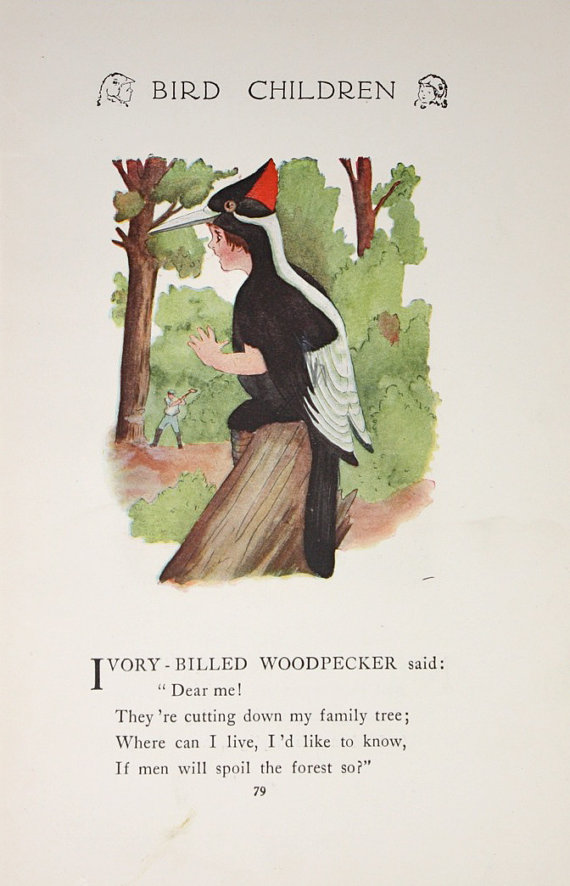 BIRD CHILDREN
IVORY-BILLED WOODPECKER said:
"Dear me!
They're cutting down my family tree;
Where can I live, I'd like to know,
If men will spoil the forest so?"
79